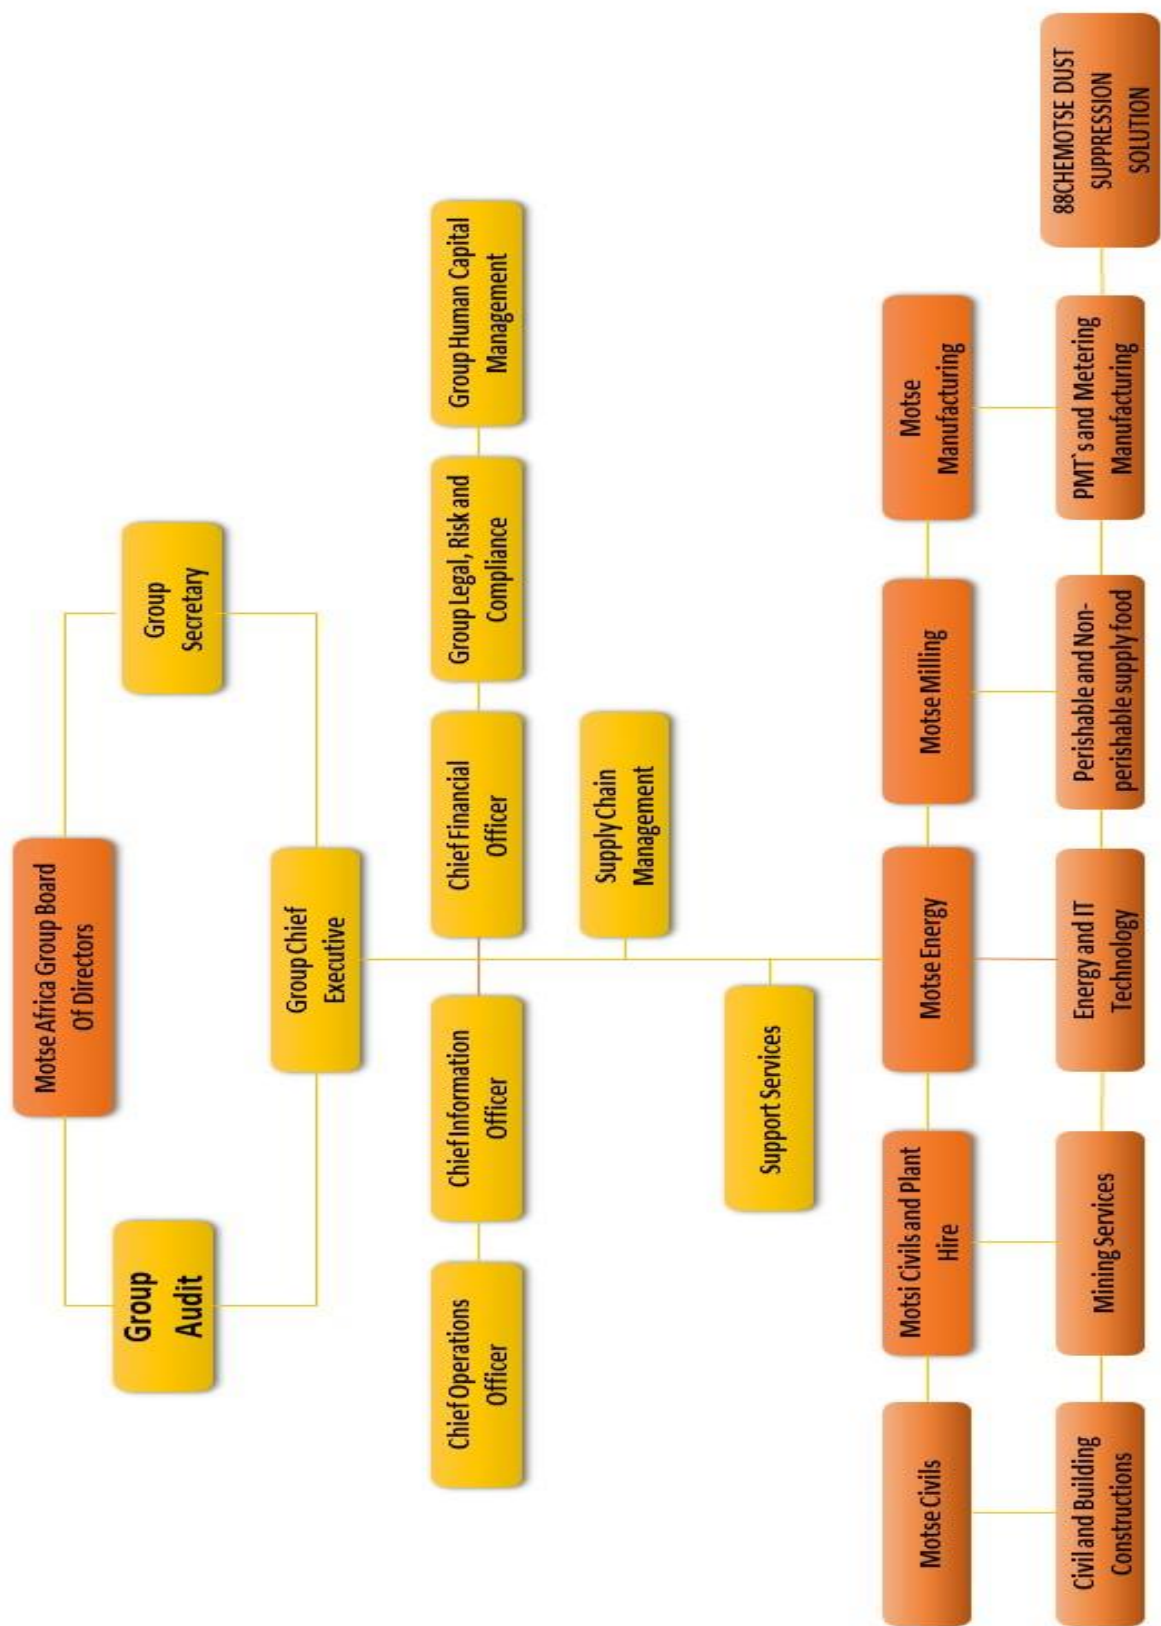 Motse Africa Group Board
Of Directors
Group
Audit
Group
Secretary
Group Chief
Executive
Chief Operations
Officer
Chief Information
Officer
Chief Financial
Officer
Group Legal, Risk and
Compliance
Group Human Capital
Management
Supply Chain
Management
Support Services
Motse Civils
Motsi Civils and Plant
Hire
Motse Energy
Motse Milling
Motse
Manufacturing
Civil and Building
Constructions
Mining Services
Energy and IT
Technology
Perishable and Non-
perishable supply food
PMT`s and Metering
Manufacturing
88CHEMOTSE DUST
SUPPRESSION
SOLUTION